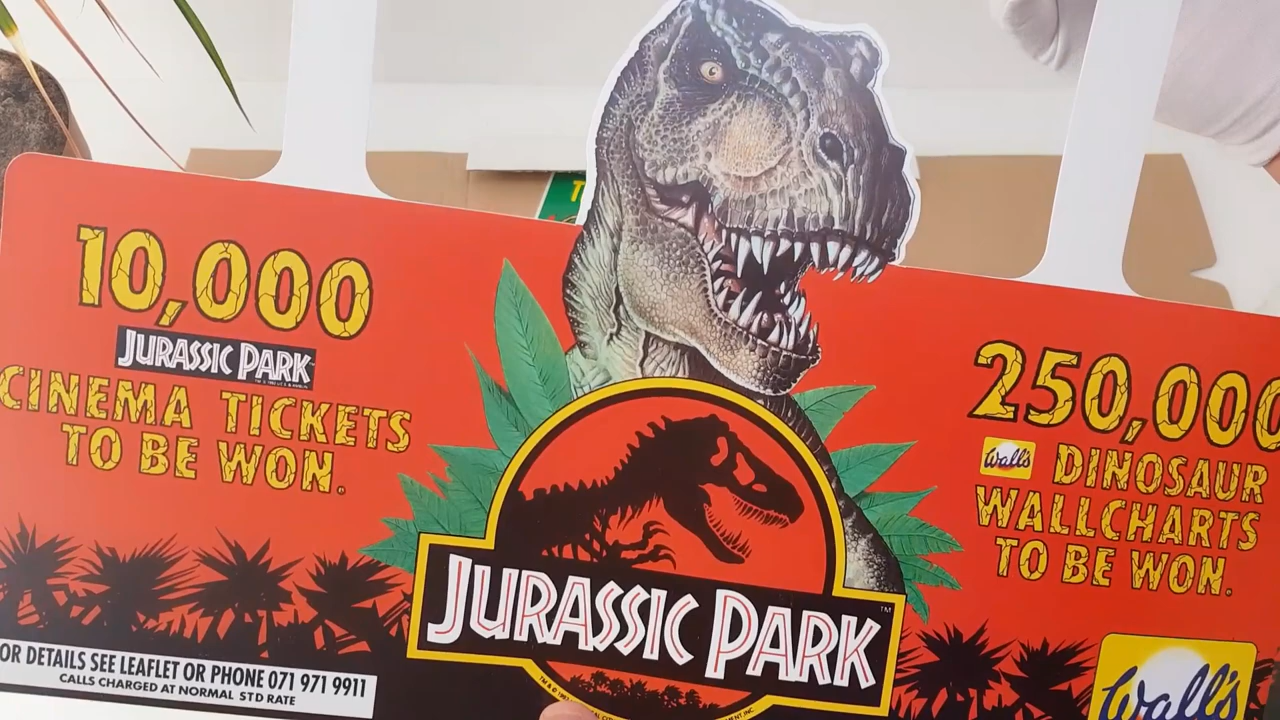 10,000
JURASSIC PARK
CINEMA TICKETS
TO BE WON.
OR DETAILS SEE LEAFLET OR PHONE 071 971 9911
CALLS CHARGED AT NORMAL STD RATE
JURASSIC PARK™
250,000
Wall's DINOSAUR
WALLCHARTS
TO BE WON.
Wall's